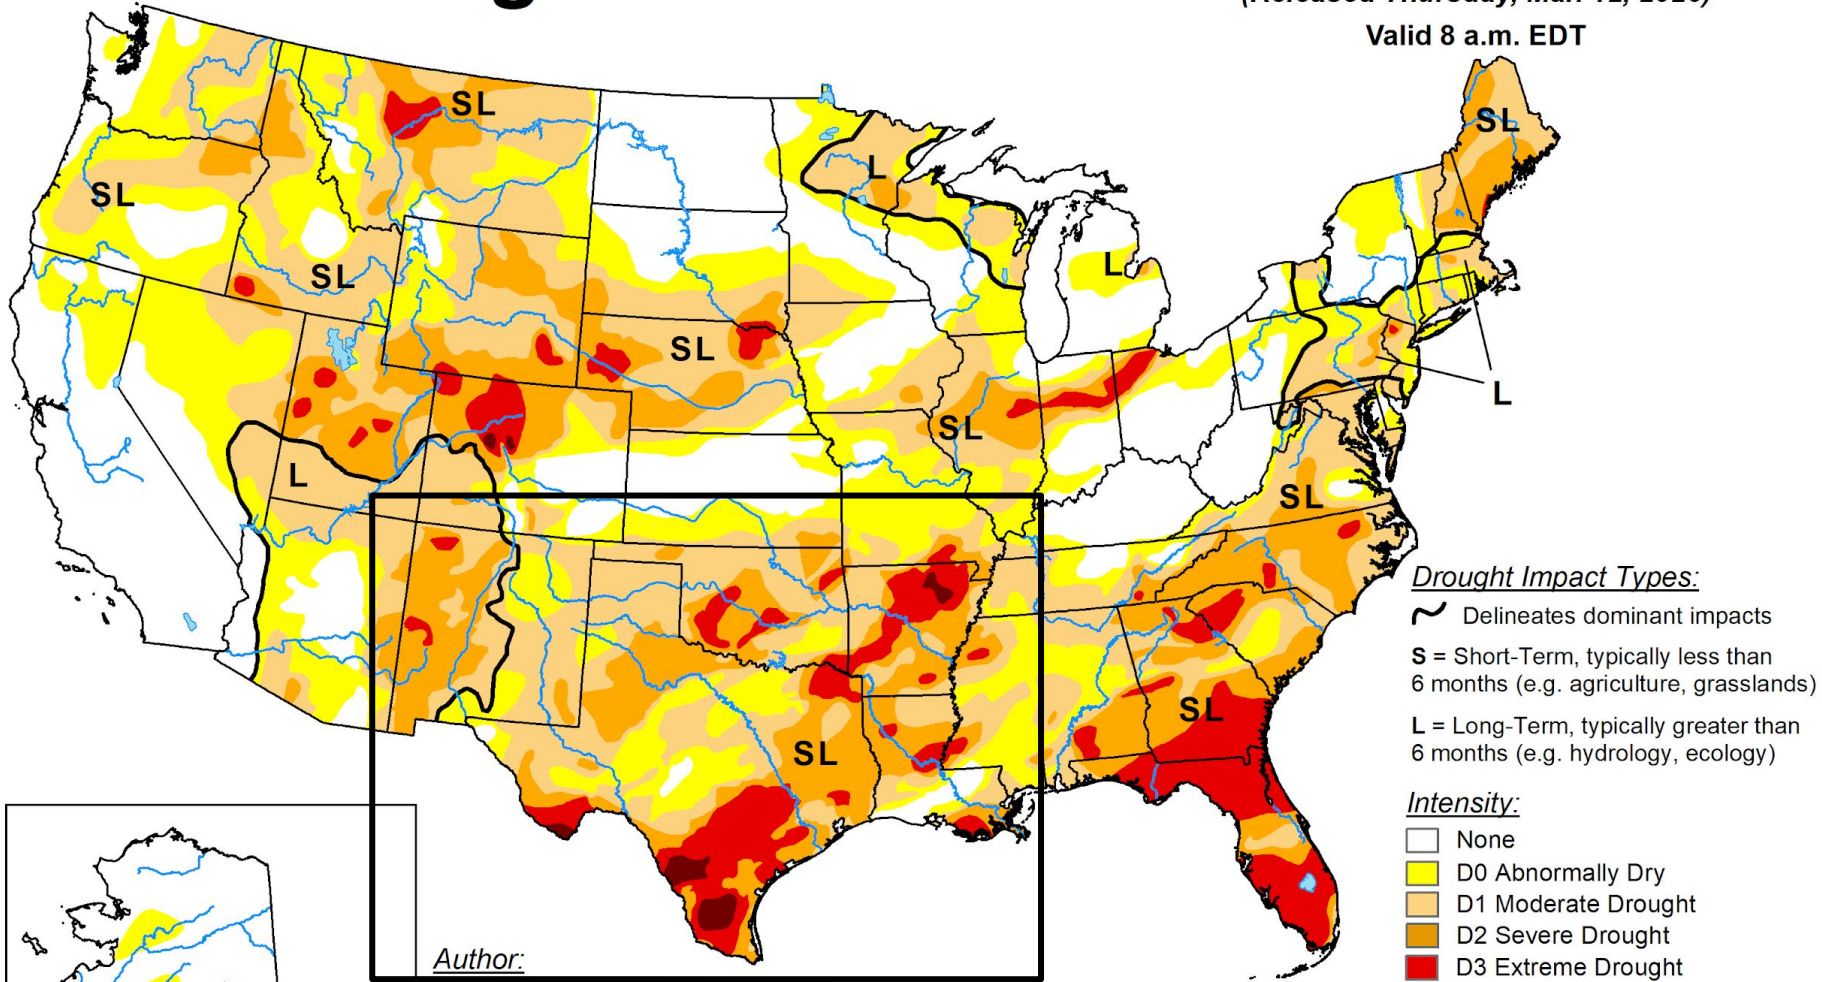 Valid 8 a.m. EDT
SL
SL
L
SL
SL
L
SL
L
SL
L
SL
SL
SL
L
Drought Impact Types:
Delineates dominant impacts
S = Short-Term, typically less than
6 months (e.g. agriculture, grasslands)
L = Long-Term, typically greater than
6 months (e.g. hydrology, ecology)
Intensity:
None
D0 Abnormally Dry
D1 Moderate Drought
D2 Severe Drought
D3 Extreme Drought
Author: